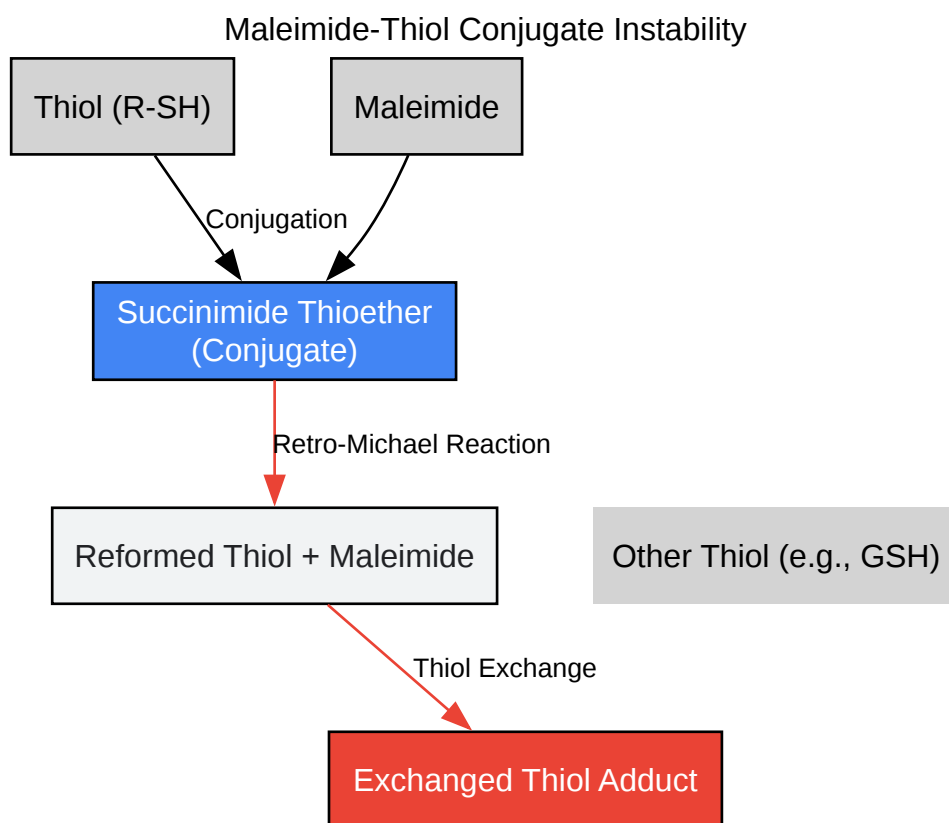 Maleimide-Thiol Conjugate Instability
Thiol (R-SH)
Maleimide
Conjugation
Succinimide Thioether
(Conjugate)
Retro-Michael Reaction
Reformed Thiol + Maleimide
Other Thiol (e.g., GSH)
Thiol Exchange
Exchanged Thiol Adduct